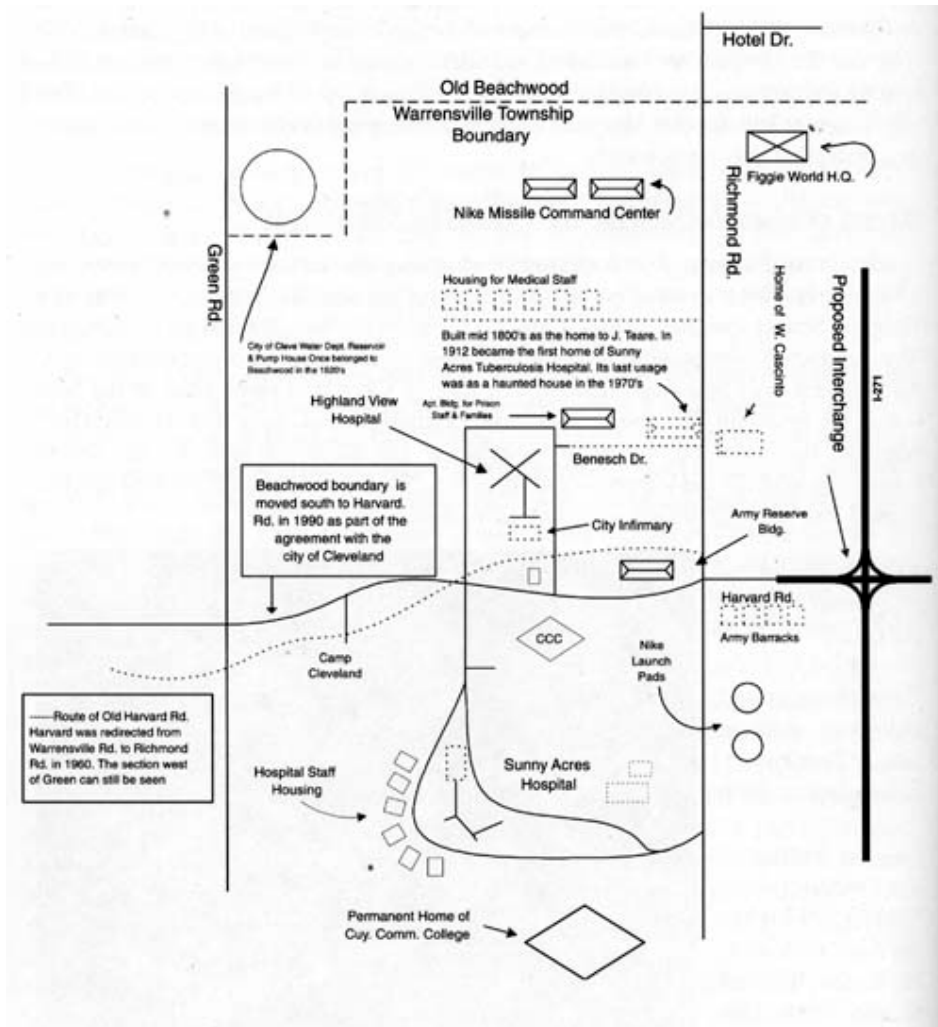 Hotel Dr.
Old Beachwood
Warrensville Township
Boundary
Figgie World H.Q.
Nike Missile Command Center
Richmond Rd.
Green Rd.
Housing for Medical Staff
Home of W. Cascinto
Proposed Interchange
I-271
City of Cleve Water Dept. Reservoir
& Pump House Once belonged to
Beachwood in the 1920's
Built mid 1800's as the home to J. Teare. In
1912 became the first home of Sunny
Acres Tuberculosis Hospital. Its last usage
was as a haunted house in the 1970's
Highland View
Hospital
Apt. Bldg. for Prison
Staff & Families
Benesch Dr.
Beachwood boundary is
moved south to Harvard.
Rd. in 1990 as part of the
agreement with the
city of Cleveland
City Infirmary
Army Reserve
Bldg.
Harvard Rd.
Army Barracks
CCC
Camp
Cleveland
Nike
Launch
Pads
-----Route of Old Harvard Rd.
Harvard was redirected from
Warrensville Rd. to Richmond
Rd. in 1960. The section west
of Green can still be seen
Hospital Staff
Housing
Sunny Acres
Hospital
Permanent Home of
Cuy. Comm. College